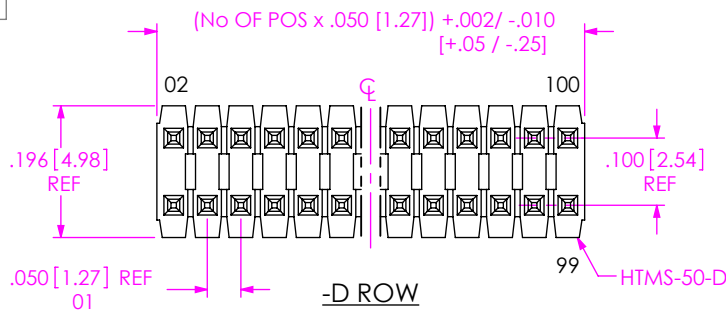 (No OF POS x .050 [1.27]) +.002/ -.010
[+.05 / -.25]
02
100
.196 [4.98]
REF
.100 [2.54]
REF
.050 [1.27] REF
01
99
HTMS-50-D
-D ROW